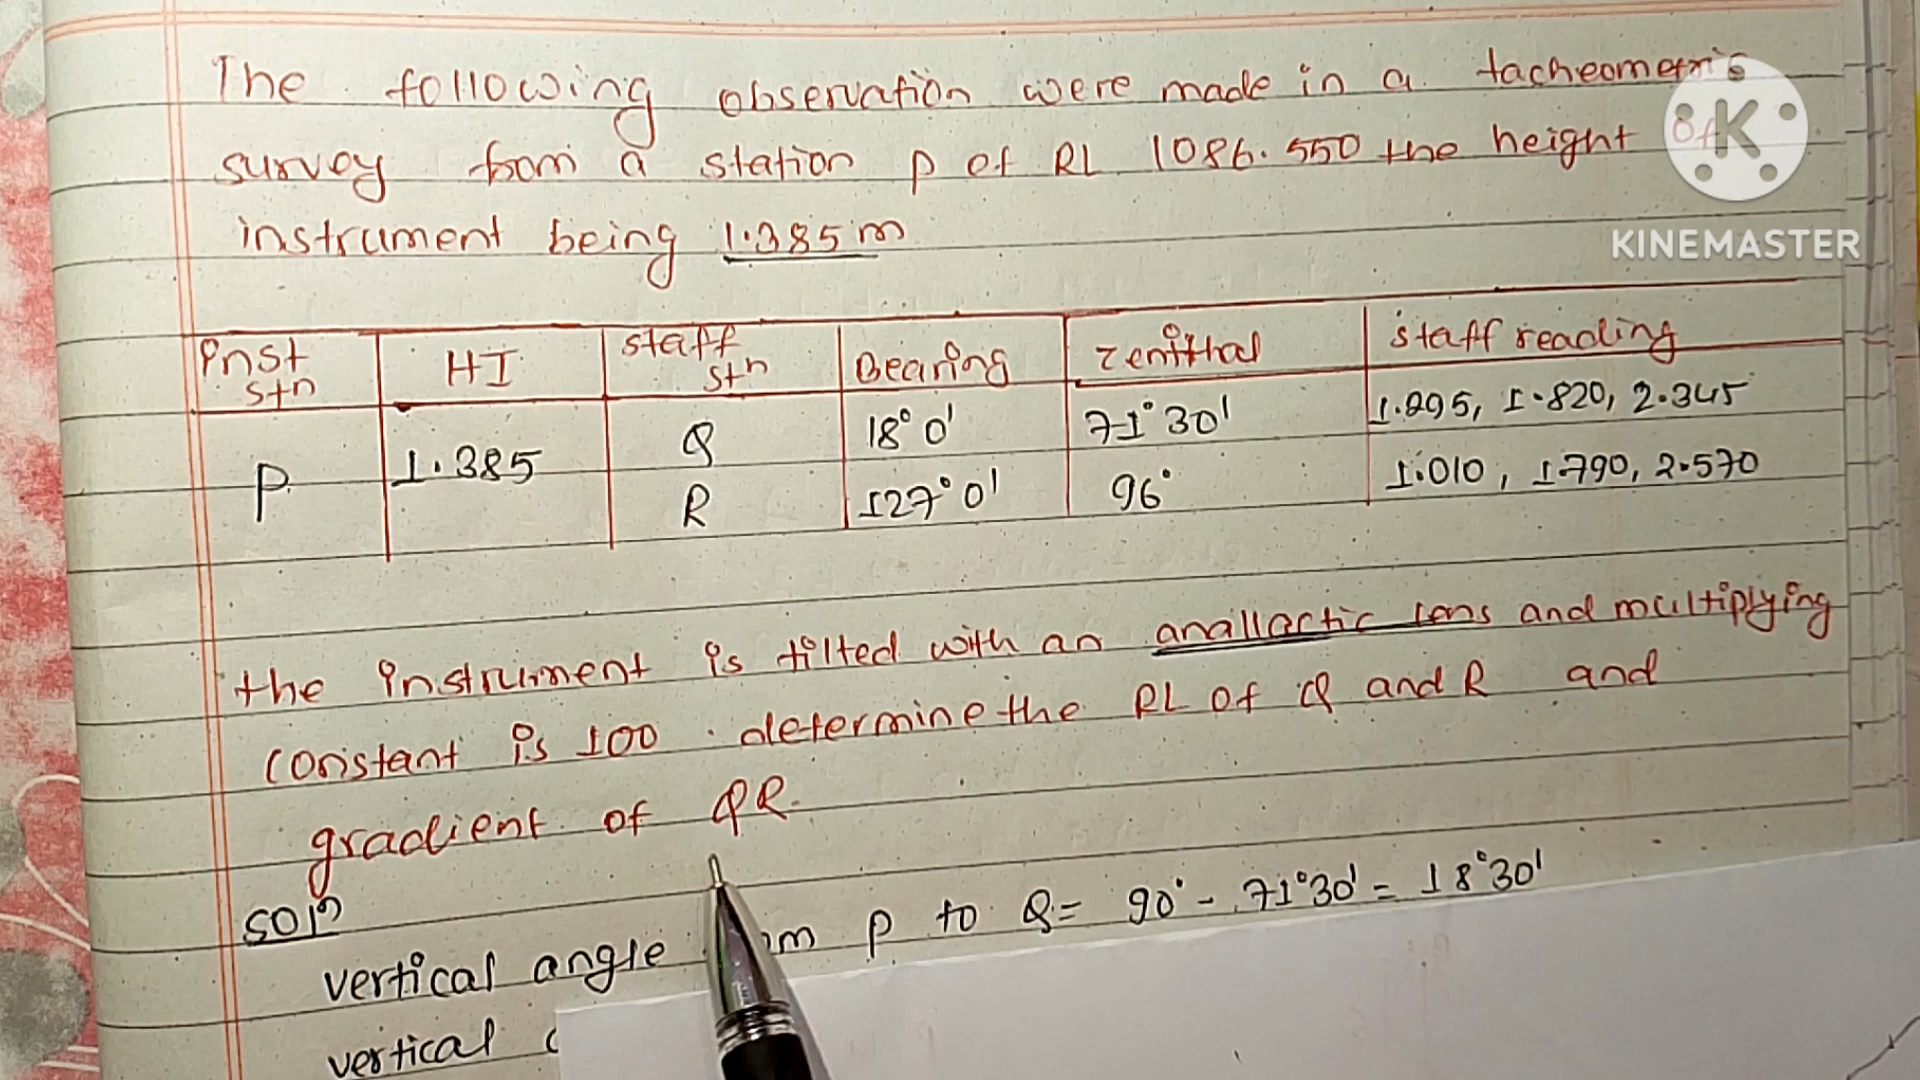 The following observation were made in a tacheometric
survey from a station P of RL 1086.550 the height of
instrument being 1.385 m
KINEMASTER
inst stn HI staff stn Bearing zenithal staff reading
P 1.385 Q 18° 0' 71° 30' 1.295, 1.820, 2.345
R 127° 0' 96° 1.010, 1.790, 2.570
the instrument is tilted with an anallactic lens and multiplying
constant is 100 . determine the RL of Q and R and
gradient of QR.
soln
vertical angle P to Q = 90° - 71°30' = 18°30'
vertical